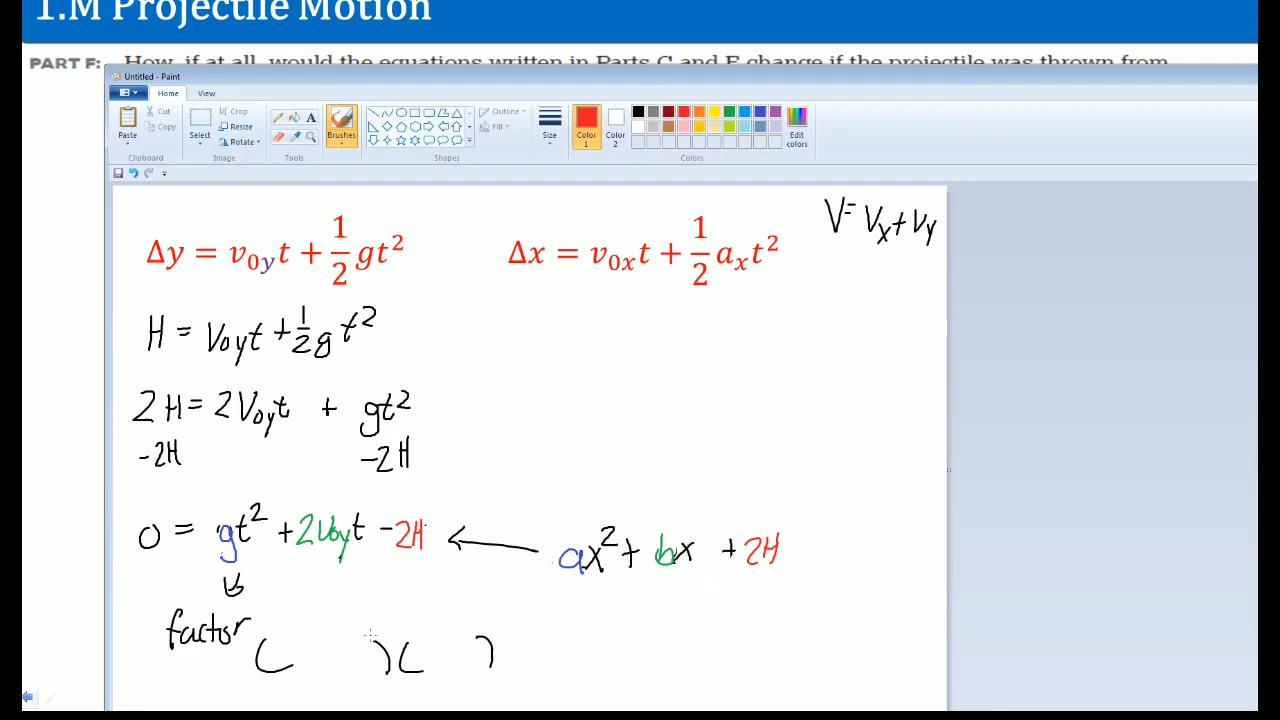 1.M Projectile Motion
PART F: How, if at all, would the equations written in Parts C and E change if the projectile was thrown from
Untitled - Paint
Home View
Paste
Cut
Copy
Clipboard
Select
Crop
Resize
Rotate
Image
A
Tools
Brushes
Shapes
Outline
Fill
Size
Color 1
Color 2
Edit colors
Colors
V = Vx + Vy
Δy = v₀yt + 1/2 gt²
Δx = v₀ₓt + 1/2 aₓt²
H = V₀yt + 1/2 gt²
2H = 2V₀yt + gt²
-2H -2H
0 = gt² + 2V₀yt - 2H ← ax² + bx + 2H
factor ( )( )